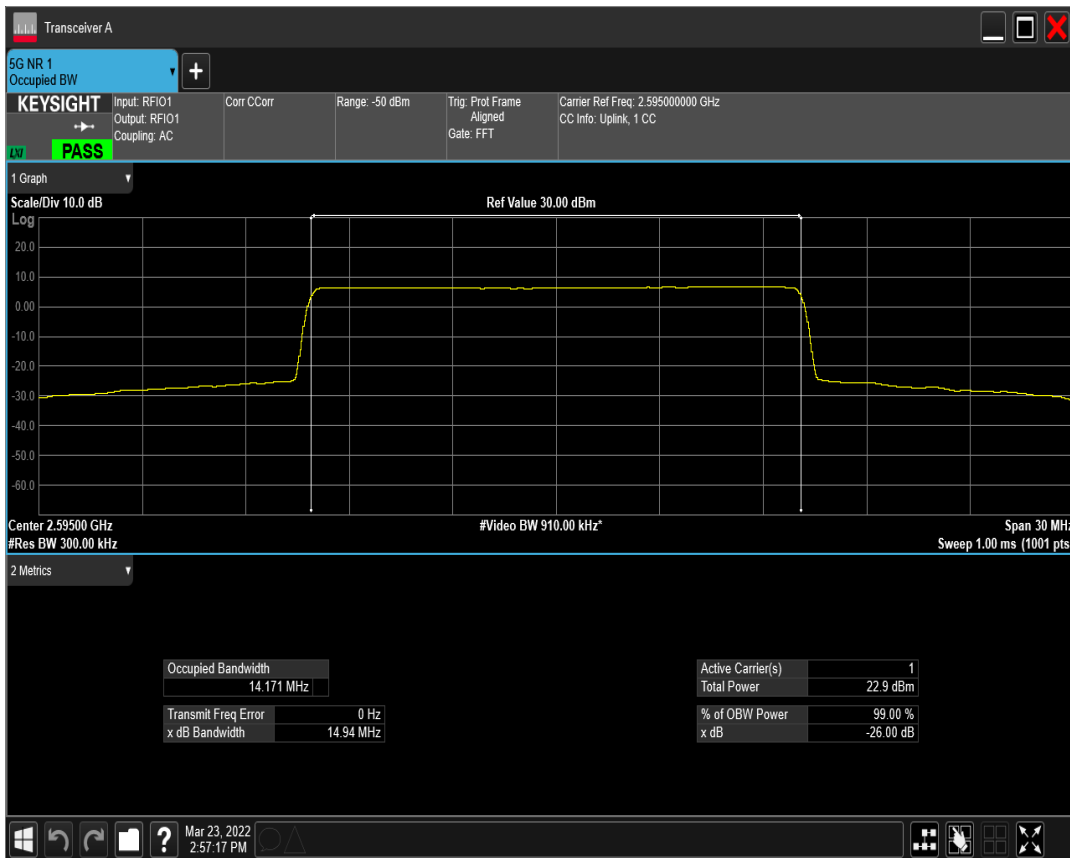 Transceiver A
5G NR 1
Occupied BW
+
KEYSIGHT
LXI
PASS
Input: RFIO1
Output: RFIO1
Coupling: AC
Corr CCorr
Range: -50 dBm
Trig: Prot Frame
Aligned
Gate: FFT
Carrier Ref Freq: 2.595000000 GHz
CC Info: Uplink, 1 CC
1 Graph
Scale/Div 10.0 dB
Ref Value 30.00 dBm
Log
20.0
10.0
0.00
-10.0
-20.0
-30.0
-40.0
-50.0
-60.0
Center 2.59500 GHz
#Video BW 910.00 kHz*
Span 30 MHz
#Res BW 300.00 kHz
Sweep 1.00 ms (1001 pts
2 Metrics
Occupied Bandwidth
14.171 MHz
Transmit Freq Error 0 Hz
x dB Bandwidth 14.94 MHz
Active Carrier(s) 1
Total Power 22.9 dBm
% of OBW Power 99.00 %
x dB -26.00 dB
?
Mar 23, 2022
2:57:17 PM